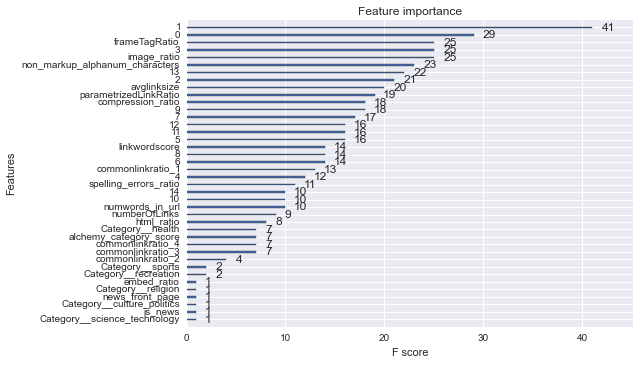 Feature importance
1 41
0 29
frameTagRatio 25
3 25
image_ratio 25
non_markup_alphanum_characters 23
13 22
2 21
avglinksize 20
parametrizedLinkRatio 19
compression_ratio 18
9 18
7 17
12 16
11 16
5 16
linkwordscore 14
8 14
6 14
commonlinkratio_1 13
4 12
spelling_errors_ratio 11
14 10
10 10
numwords_in_url 10
numberOfLinks 9
html_ratio 8
Category__health 7
alchemy_category_score 7
commonlinkratio_4 7
commonlinkratio_3 7
commonlinkratio_2 4
Category__sports 2
Category__recreation 2
embed_ratio 1
Category__religion 1
news_front_page 1
Category__culture_politics 1
js_news 1
Category__science_technology 1
0 10 20 30 40
F score
Features